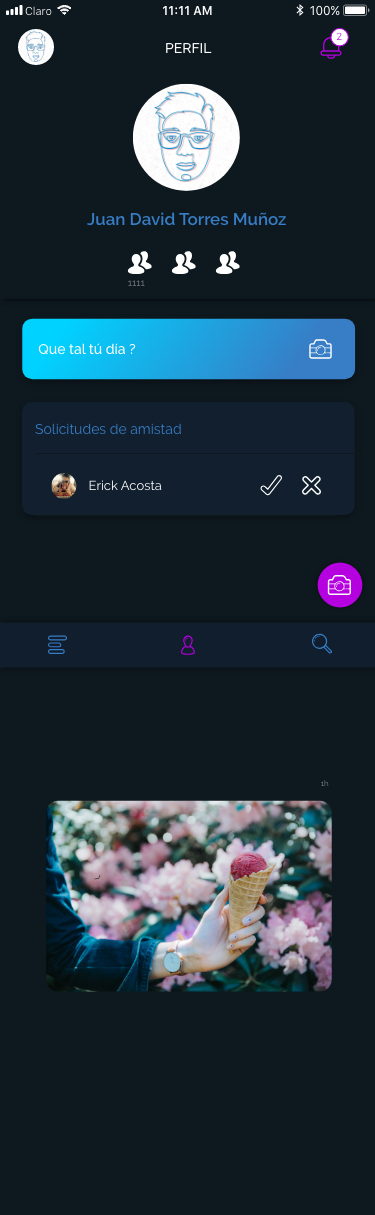 Claro 11:11 AM 100%
PERFIL 2
Juan David Torres Muñoz
1111
Que tal tú día ?
Solicitudes de amistad
Erick Acosta
1h